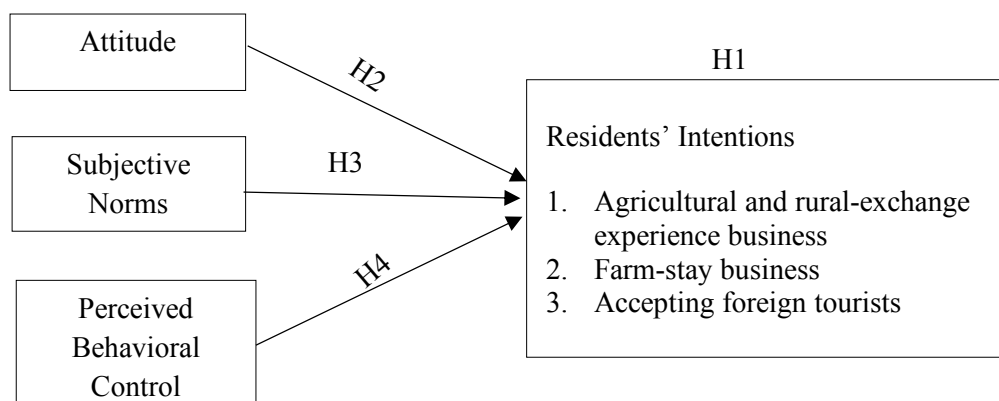 Attitude
H2
H1
Subjective
Norms
H3
Residents’ Intentions
1. Agricultural and rural-exchange
experience business
2. Farm-stay business
3. Accepting foreign tourists
H4
Perceived
Behavioral
Control